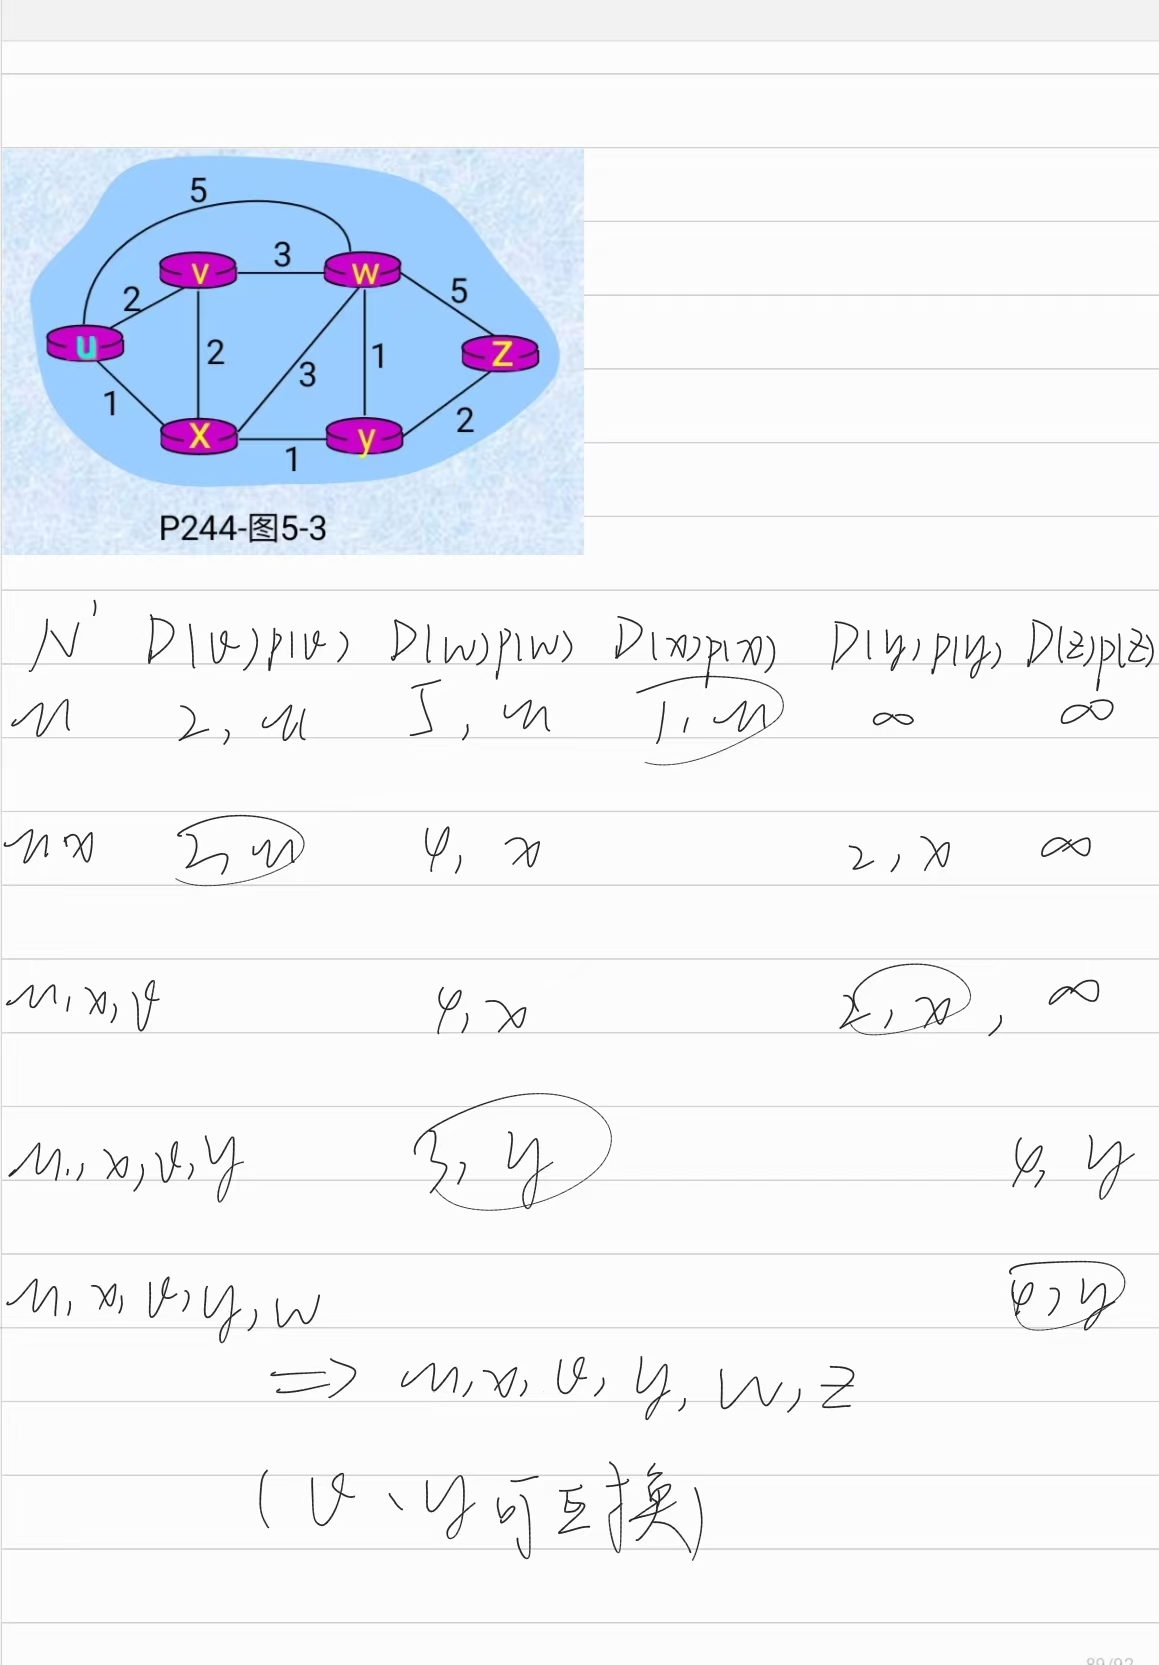 5
v 3 w
2 5
u 2 1 z
3
1 2
x y
1
P244-图5-3
N' D(v)p(v) D(w)p(w) D(x)p(x) D(y)p(y) D(z)p(z)
u 2, u 5, u 1, u ∞ ∞
ux 2, u 4, x 2, x ∞
u, x, v 4, x 2, x , ∞
u, x, v, y 3, y 4, y
u, x, v, y, w 4, y
⇒ u, x, v, y, w, z
(v、y可互换)
89/92